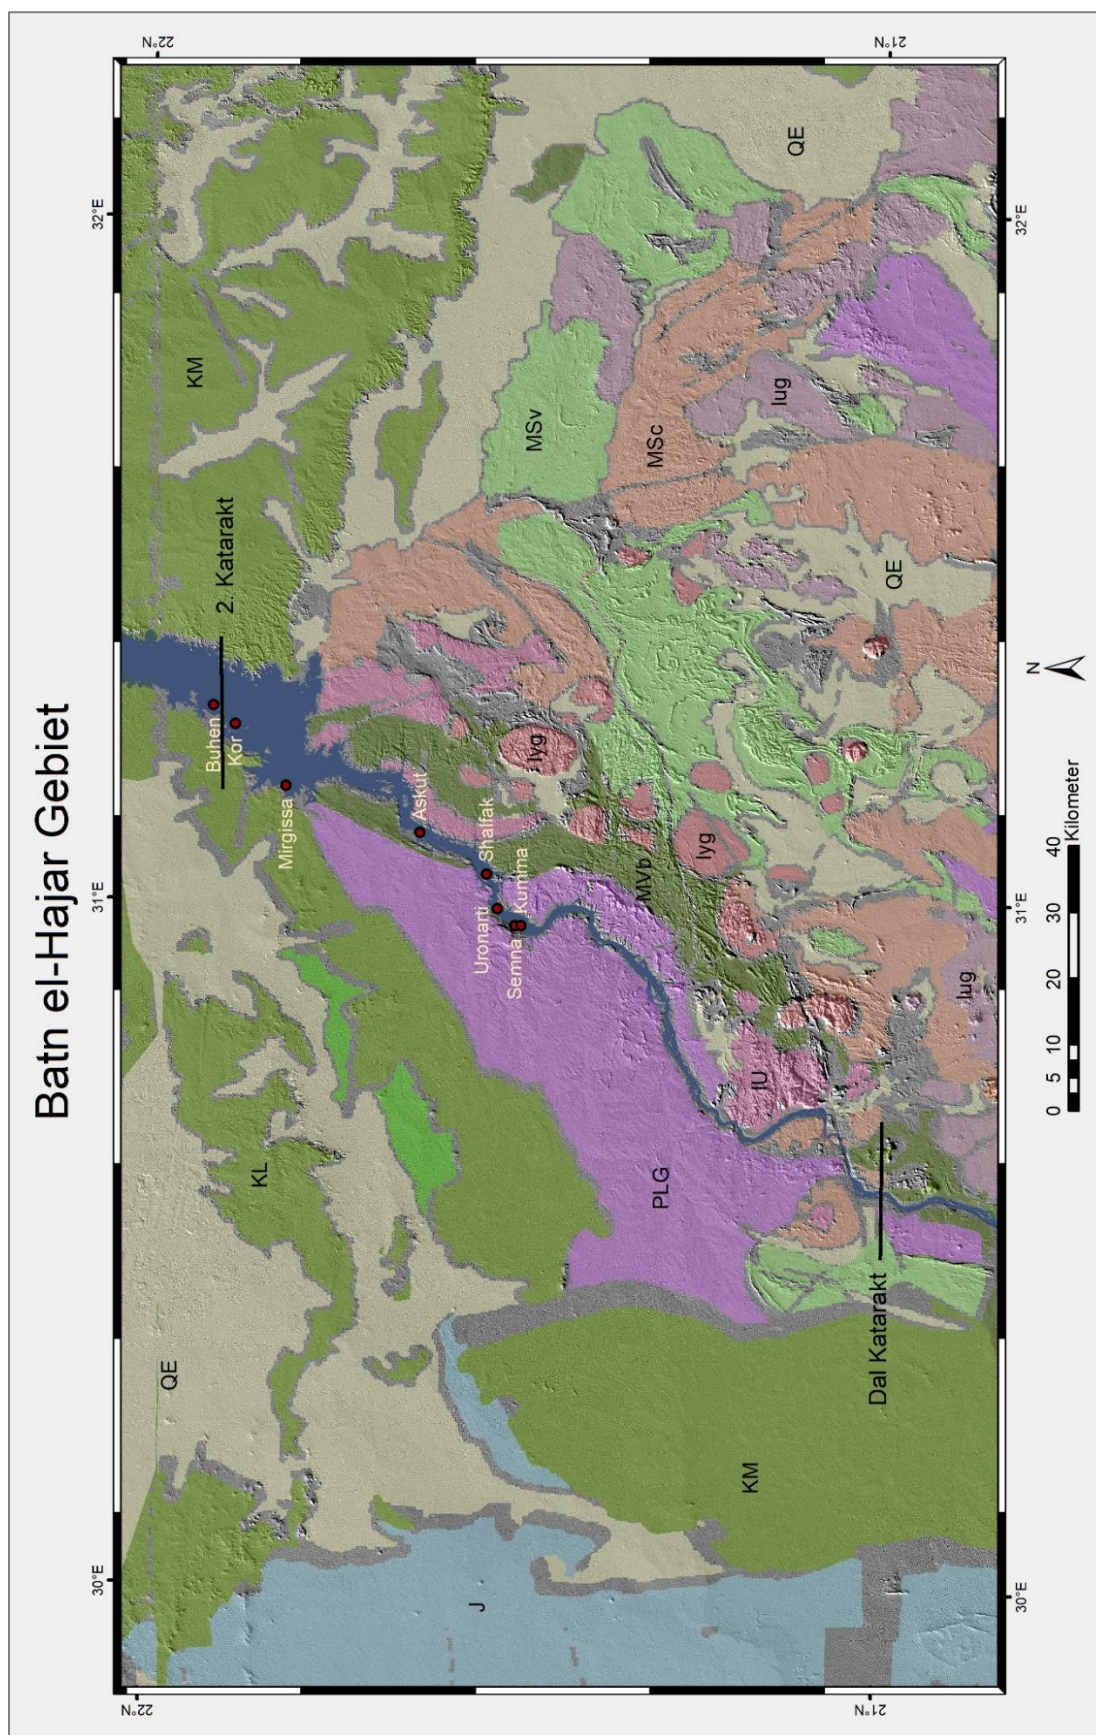 Batn el-Hajar Gebiet
30°E
31°E
32°E
22°N
22°N
QE
KM
2. Katarakt
Buhen
Kor
KL
Mirgissa
Askut
Shalfak
Uronarti
Kumma
Semna
MSv
J
Iyg
MSc
QE
PLG
MVb
Iyg
Iug
KM
IU
QE
Iug
Dal Katarakt
21°N
21°N
30°E
31°E
32°E
0 5 10 20 30 40
Kilometer
N